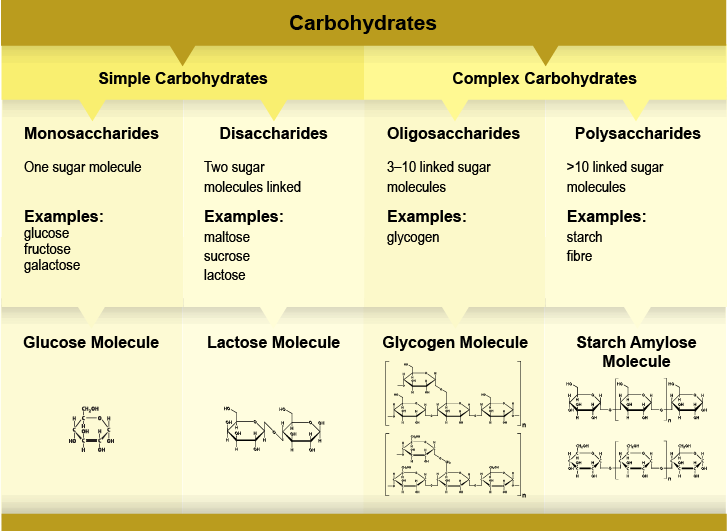 Carbohydrates
Simple Carbohydrates
Complex Carbohydrates
Monosaccharides
One sugar molecule
Examples:
glucose
fructose
galactose
Disaccharides
Two sugar
molecules linked
Examples:
maltose
sucrose
lactose
Oligosaccharides
3–10 linked sugar
molecules
Examples:
glycogen
Polysaccharides
>10 linked sugar
molecules
Examples:
starch
fibre
Glucose Molecule
Lactose Molecule
Glycogen Molecule
Starch Amylose
Molecule